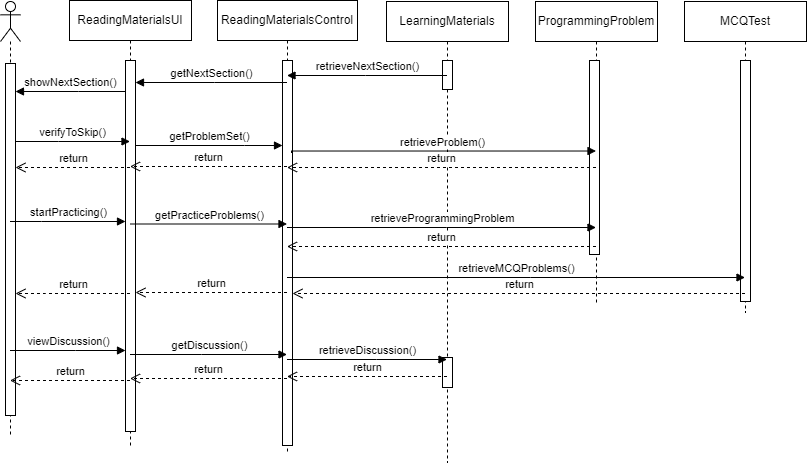 ReadingMaterialsUI
ReadingMaterialsControl
LearningMaterials
ProgrammingProblem
MCQTest
retrieveNextSection()
getNextSection()
showNextSection()
verifyToSkip()
getProblemSet()
retrieveProblem()
return
return
return
startPracticing()
getPracticeProblems()
retrieveProgrammingProblem
return
retrieveMCQProblems()
return
return
return
viewDiscussion()
getDiscussion()
retrieveDiscussion()
return
return
return